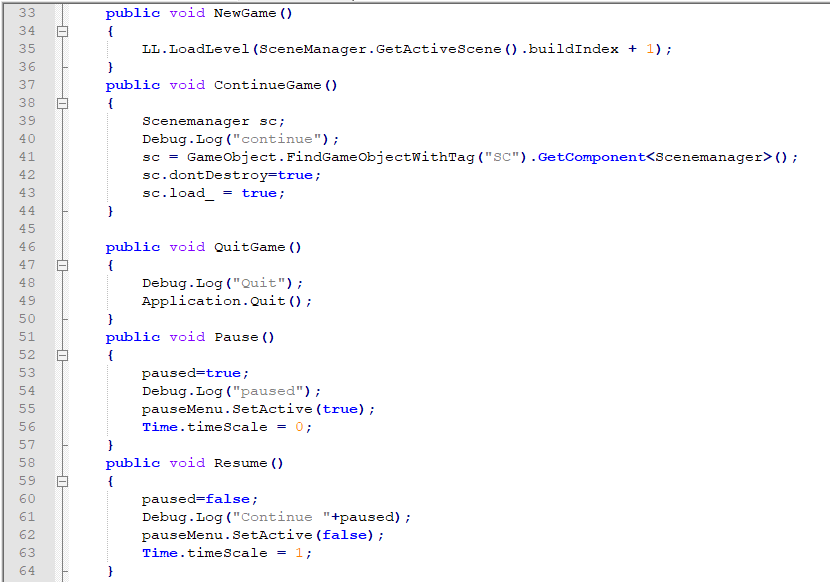 33 public void NewGame()
34 {
35 LL.LoadLevel(SceneManager.GetActiveScene().buildIndex + 1);
36 }
37 public void ContinueGame()
38 {
39 Scenemanager sc;
40 Debug.Log("continue");
41 sc = GameObject.FindGameObjectWithTag("SC").GetComponent<Scenemanager>();
42 sc.dontDestroy=true;
43 sc.load_ = true;
44 }
45
46 public void QuitGame()
47 {
48 Debug.Log("Quit");
49 Application.Quit();
50 }
51 public void Pause()
52 {
53 paused=true;
54 Debug.Log("paused");
55 pauseMenu.SetActive(true);
56 Time.timeScale = 0;
57 }
58 public void Resume()
59 {
60 paused=false;
61 Debug.Log("Continue "+paused);
62 pauseMenu.SetActive(false);
63 Time.timeScale = 1;
64 }